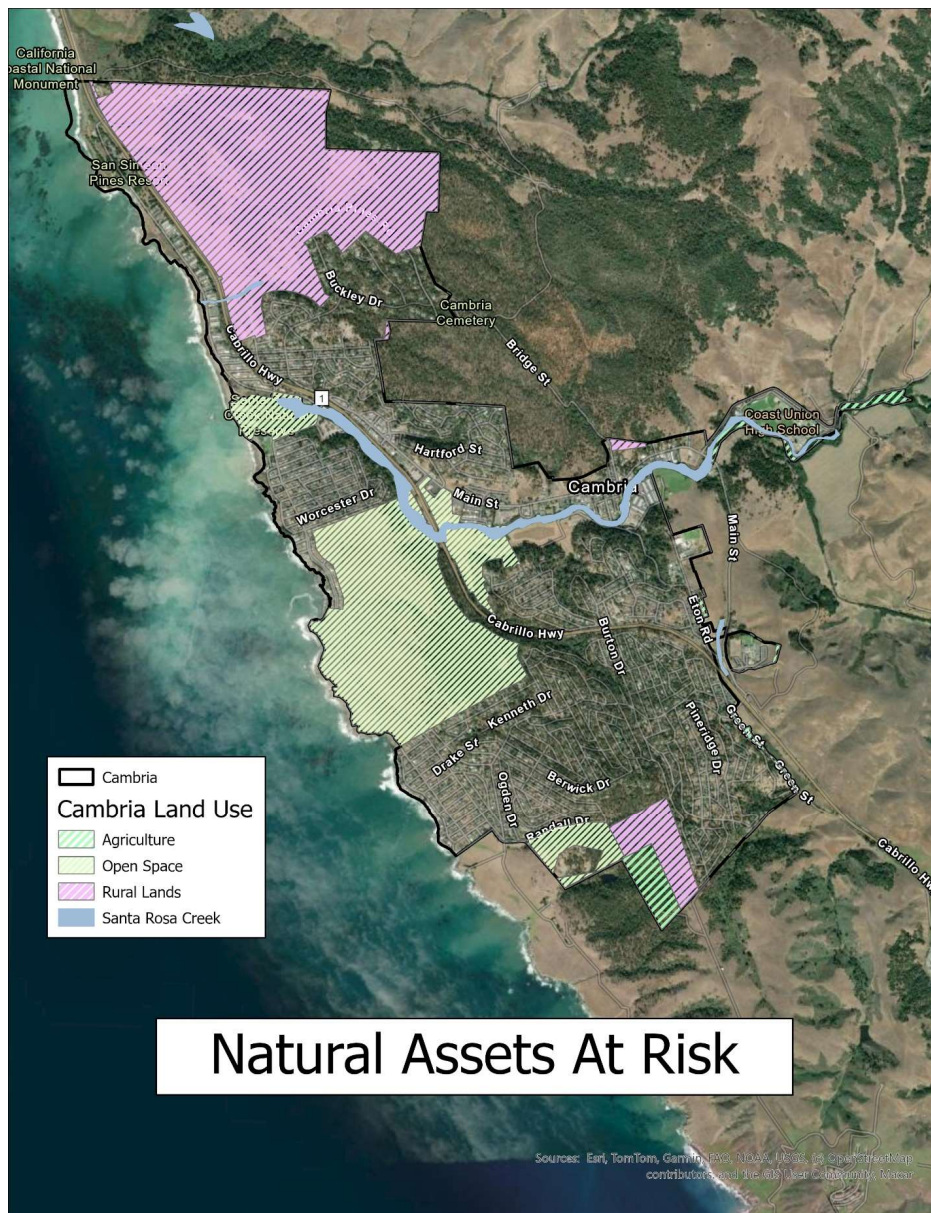 California
oastal National
Monument
San Sim
Pines Res
Buckley Dr
Cambria
Cemetery
Bridge St
Cabrillo Hwy
1
Coast Union
High School
Hartford St
Main St
Cambria
Worcester Dr
Main St
Eton Rd
Cabrillo Hwy
Burton Dr
Kenneth Dr
Pineridge Dr
Green St
Green St
Drake St
Berwick Dr
Ogden Dr
Randall Dr
Cabrillo Hw
Cambria
Cambria Land Use
Agriculture
Open Space
Rural Lands
Santa Rosa Creek
Natural Assets At Risk
Sources: Esri, TomTom, Garmin, FAO, NOAA, USGS, (c) OpenStreetMap
contributors, and the GIS User Community, Maxar